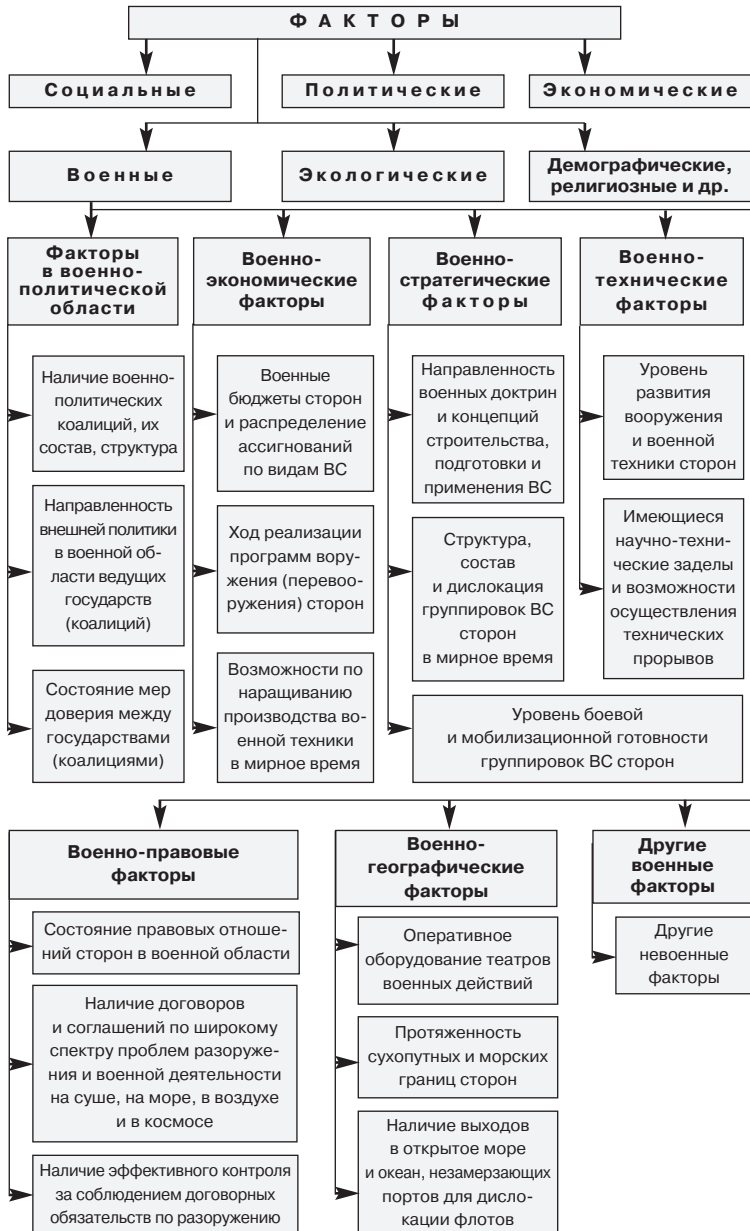 ФАКТОРЫ
Социальные
Политические
Экономические
Военные
Экологические
Демографические,
религиозные и др.
Факторы
в военно-
политической
области
Военно-
экономические
факторы
Военно-
стратегические
факторы
Военно-
технические
факторы
Наличие военно-
политических
коалиций, их
состав, структура
Направленность
внешней политики
в военной об-
ласти ведущих
государств
(коалиций)
Состояние мер
доверия между
государствами
(коалициями)
Военные
бюджеты сторон
и распределение
ассигнований
по видам ВС
Ход реализации
программ воору-
жения (перевоо-
ружения) сторон
Возможности по
наращиванию
производства во-
енной техники
в мирное время
Направленность
военных доктрин
и концепций
строительства,
подготовки и
применения ВС
Структура,
состав
и дислокация
группировок ВС
сторон
в мирное время
Уровень боевой
и мобилизационной готовности
группировок ВС сторон
Уровень
развития
вооружения
и военной
техники сторон
Имеющиеся
научно-техни-
ческие заделы
и возможности
осуществления
технических
прорывов
Военно-правовые
факторы
Военно-
географические
факторы
Другие
военные
факторы
Состояние правовых отноше-
ний сторон в военной области
Наличие договоров
и соглашений по широкому
спектру проблем разоруже-
ния и военной деятельности
на суше, на море, в воздухе
и в космосе
Наличие эффективного контроля
за соблюдением договорных
обязательств по разоружению
Оперативное
оборудование театров
военных действий
Протяженность
сухопутных и морских
границ сторон
Наличие выходов
в открытое море
и океан, незамерзающих
портов для дисло-
кации флотов
Другие
невоенные
факторы